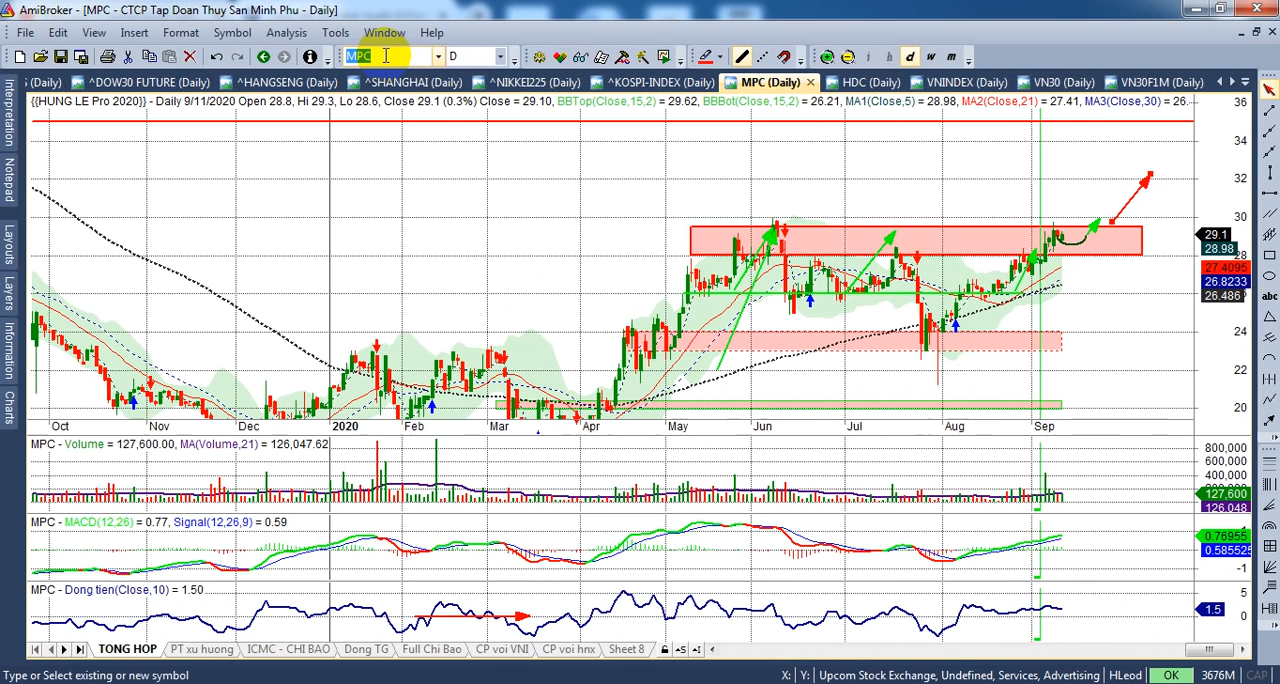 AmiBroker - [MPC - CTCP Tap Doan Thuy San Minh Phu - Daily]
File Edit View Insert Format Symbol Analysis Tools Window Help
MPC D i h d w m
(Daily) ^DOW30 FUTURE (Daily) ^HANGSENG (Daily) ^SHANGHAI (Daily) ^NIKKEI225 (Daily) ^KOSPI-INDEX (Daily) MPC (Daily) HDC (Daily) VNINDEX (Daily) VN30 (Daily) VN30F1M (Daily)
{{HUNG LE Pro 2020}} - Daily 9/11/2020 Open 28.8, Hi 29.3, Lo 28.6, Close 29.1 (0.3%) Close = 29.10, BBTop(Close,15,2) = 29.62, BBBot(Close,15,2) = 26.21, MA1(Close,5) = 28.98, MA2(Close,21) = 27.41, MA3(Close,30) = 26.
Interpretation
Notepad
Layouts
Layers
Information
Charts
36
34
32
30
29.1
28.98
28
27.4095
26.8233
26.486
24
22
20
abc
Oct Nov Dec 2020 Feb Mar Apr May Jun Jul Aug Sep
MPC - Volume = 127,600.00, MA(Volume,21) = 126,047.62
800,000
600,000
400,000
127,600
126,048
MPC - MACD(12,26) = 0.77, Signal(12,26,9) = 0.59
0.76955
0.585525
-1
MPC - Dong tien(Close,10) = 1.50
5
1.5
0
TONG HOP PT xu huong ICMC - CHI BAO Dong TG Full Chi Bao CP voi VNI CP voi hnx Sheet 8
Type or Select existing or new symbol X: Y: Upcom Stock Exchange, Undefined, Services, Advertising HLeod OK 3676M CAP